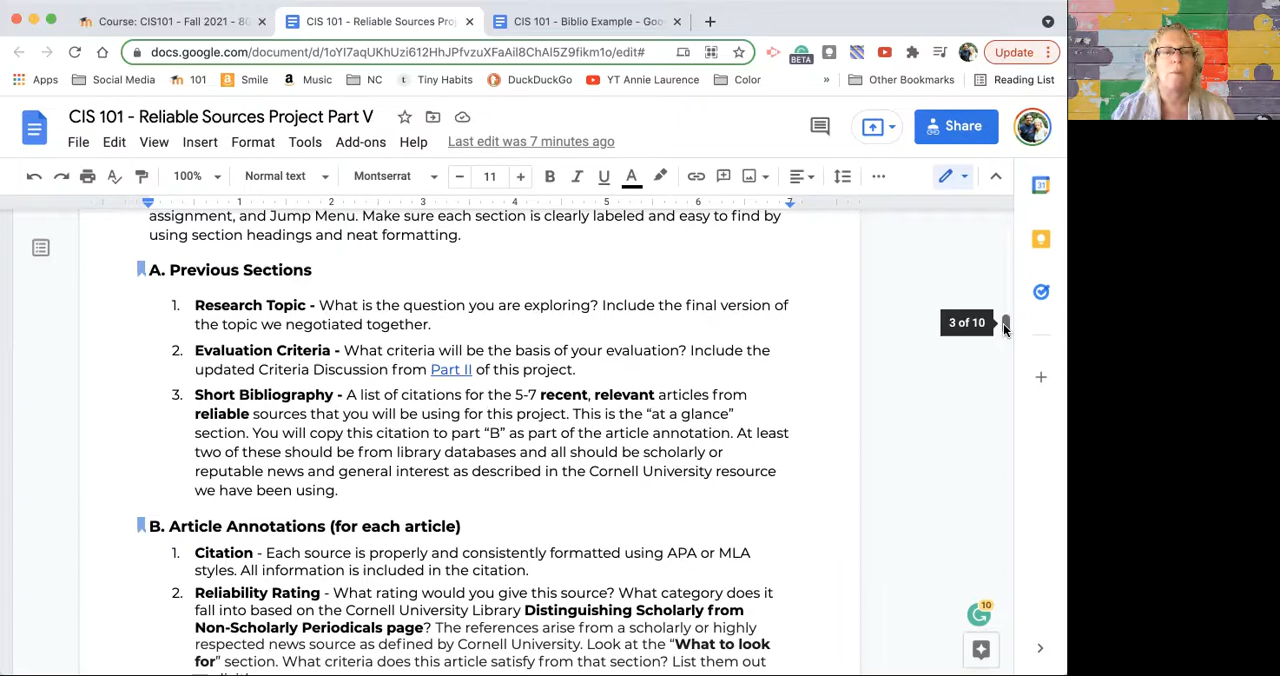 Course: CIS101 - Fall 2021 - 80
CIS 101 - Reliable Sources Proj
CIS 101 - Biblio Example - Goo
docs.google.com/document/d/1oYl7aqUKhUzi612HhJPfvzuXFaAil8ChAl5Z9fikm1o/edit#
BETA
Update
Apps
Social Media
101
Smile
Music
NC
Tiny Habits
DuckDuckGo
YT Annie Laurence
Color
»
Other Bookmarks
Reading List
CIS 101 - Reliable Sources Project Part V
Share
File Edit View Insert Format Tools Add-ons Help Last edit was 7 minutes ago
100% Normal text Montserrat 11
1 2 3 4 5 6 7
assignment, and Jump Menu. Make sure each section is clearly labeled and easy to find by
using section headings and neat formatting.
A. Previous Sections
1. Research Topic - What is the question you are exploring? Include the final version of
the topic we negotiated together.
3 of 10
2. Evaluation Criteria - What criteria will be the basis of your evaluation? Include the
updated Criteria Discussion from Part II of this project.
3. Short Bibliography - A list of citations for the 5-7 recent, relevant articles from
reliable sources that you will be using for this project. This is the “at a glance”
section. You will copy this citation to part “B” as part of the article annotation. At least
two of these should be from library databases and all should be scholarly or
reputable news and general interest as described in the Cornell University resource
we have been using.
B. Article Annotations (for each article)
1. Citation - Each source is properly and consistently formatted using APA or MLA
styles. All information is included in the citation.
2. Reliability Rating - What rating would you give this source? What category does it
fall into based on the Cornell University Library Distinguishing Scholarly from
Non-Scholarly Periodicals page? The references arise from a scholarly or highly
respected news source as defined by Cornell University. Look at the “What to look
for” section. What criteria does this article satisfy from that section? List them out
10
31